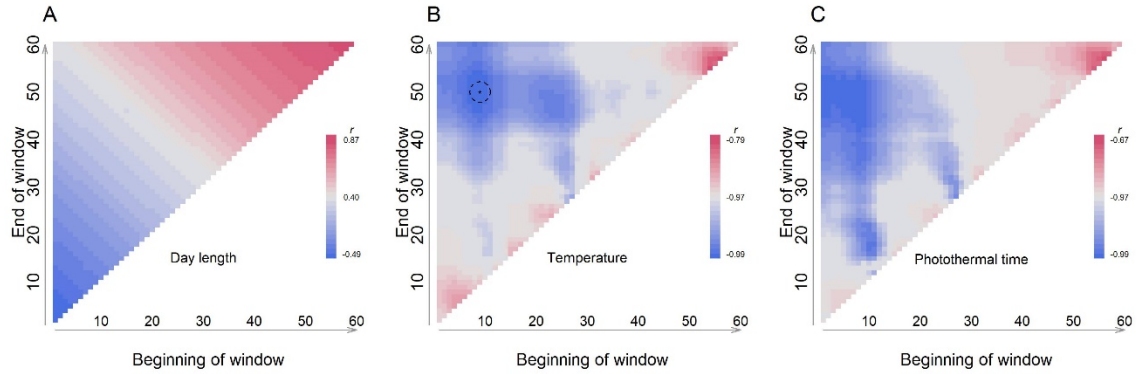 A
End of window
60
50
40
30
20
10
r
0.87
0.40
-0.49
Day length
10 20 30 40 50 60
Beginning of window
B
End of window
60
50
40
30
20
10
r
-0.79
-0.97
-0.99
Temperature
10 20 30 40 50 60
Beginning of window
C
End of window
60
50
40
30
20
10
r
-0.67
-0.97
-0.99
Photothermal time
10 20 30 40 50 60
Beginning of window